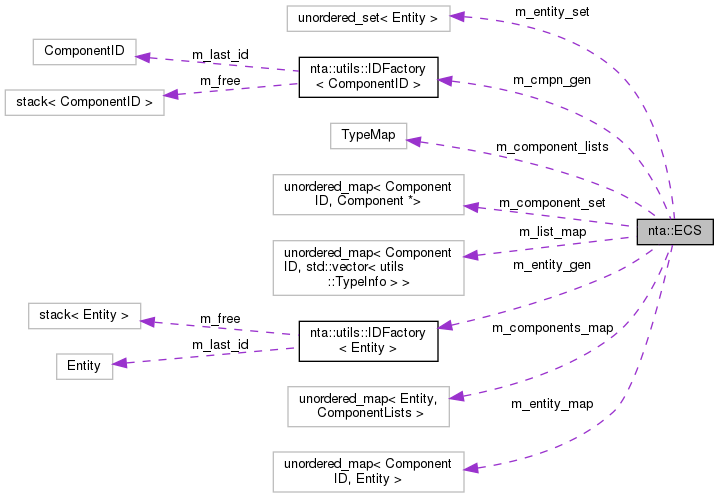 unordered_set< Entity >
m_entity_set
ComponentID
m_last_id
nta::utils::IDFactory
< ComponentID >
m_free
stack< ComponentID >
m_cmpn_gen
TypeMap
m_component_lists
unordered_map< Component
ID, Component *>
m_component_set
nta::ECS
m_list_map
unordered_map< Component
ID, std::vector< utils
::TypeInfo > >
m_entity_gen
stack< Entity >
m_free
nta::utils::IDFactory
< Entity >
m_last_id
Entity
m_components_map
unordered_map< Entity,
ComponentLists >
m_entity_map
unordered_map< Component
ID, Entity >